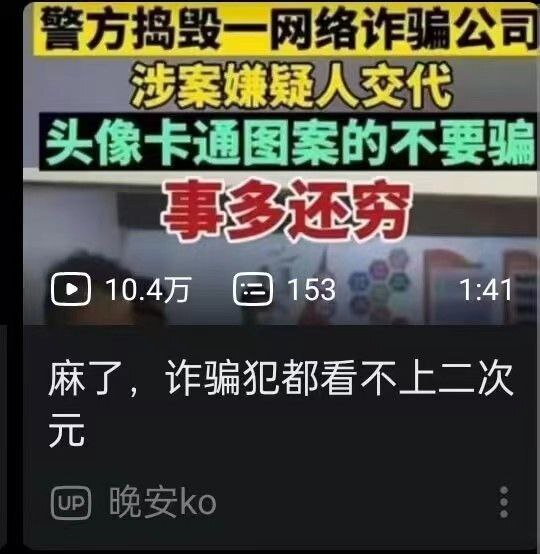 警方捣毁一网络诈骗公司
涉案嫌疑人交代
头像卡通图案的不要骗
事多还穷
10.4万 153 1:41
麻了，诈骗犯都看不上二次
元
UP 晚安ko